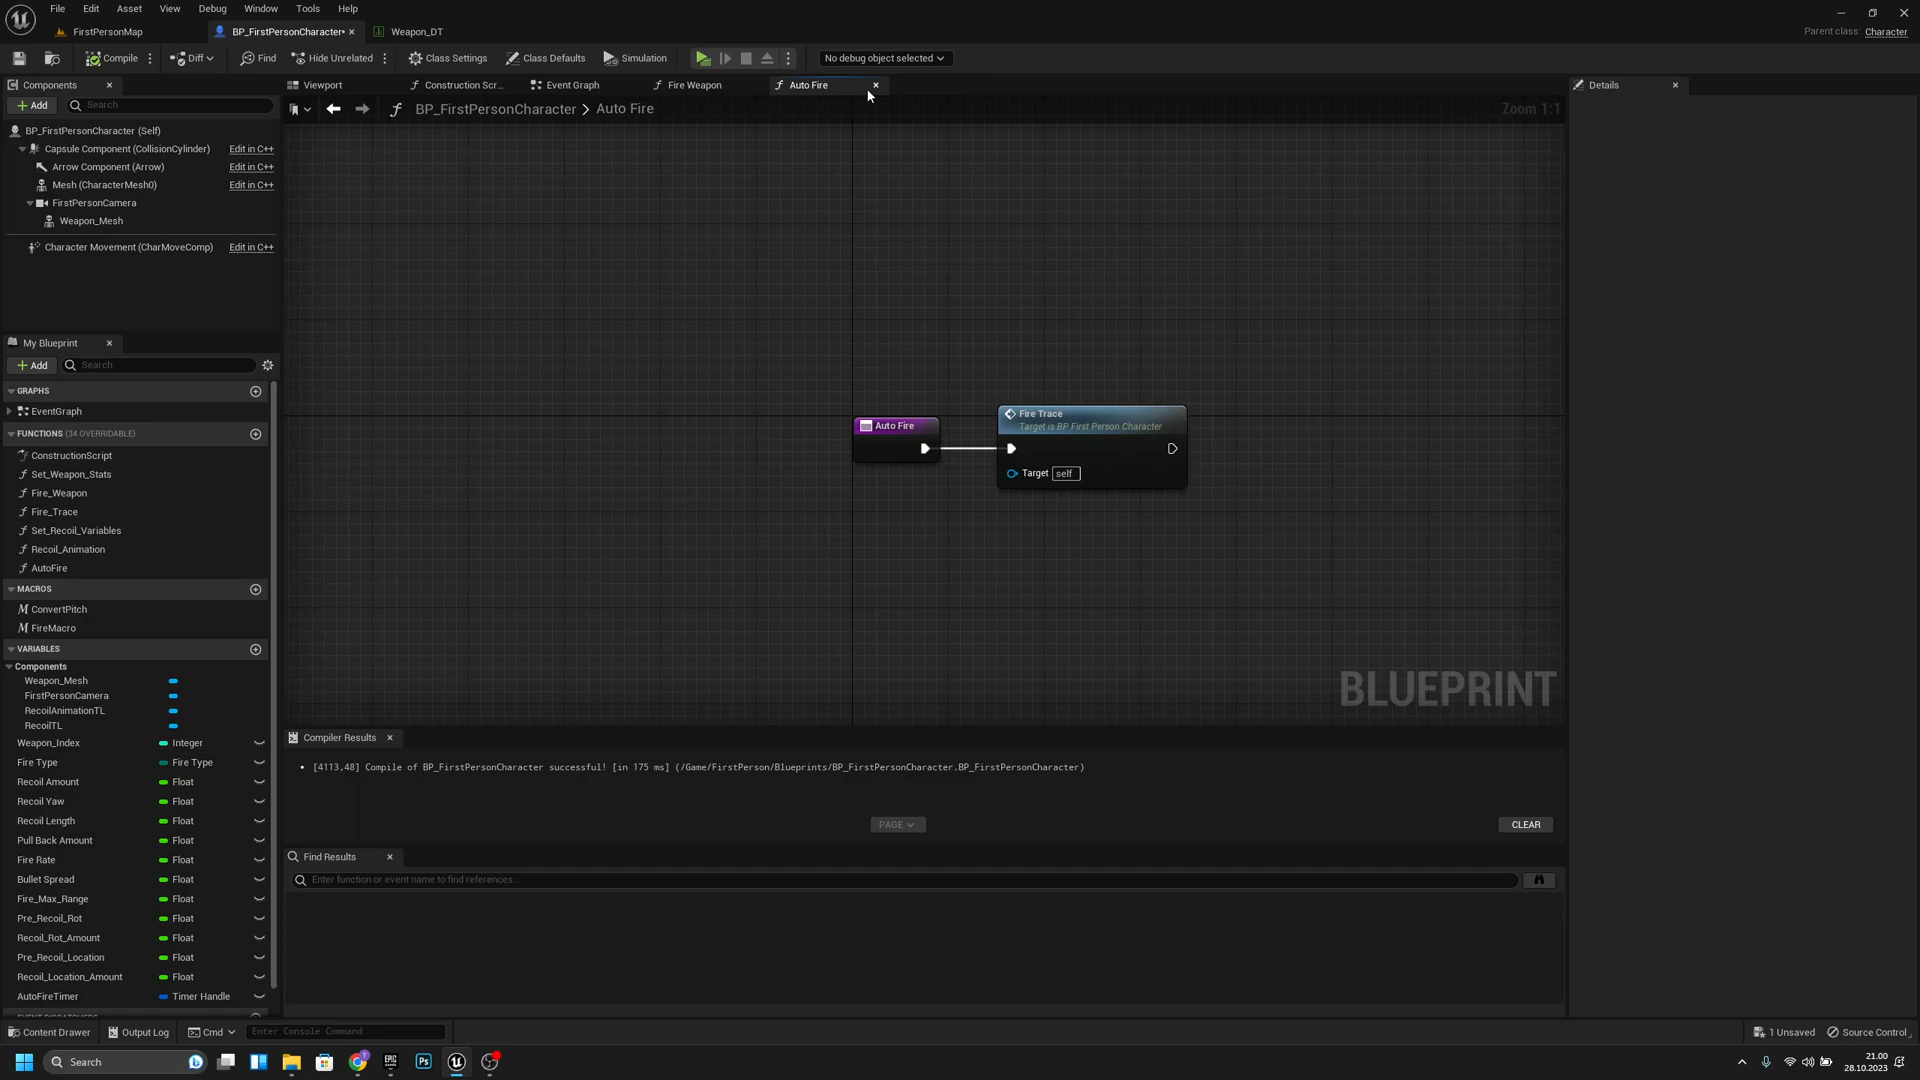 File Edit Asset View Debug Window Tools Help
FirstPersonMap BP_FirstPersonCharacter• Weapon_DT
Parent class: Character
Compile Diff Find Hide Unrelated Class Settings Class Defaults Simulation No debug object selected
Components Viewport Construction Scr... Event Graph Fire Weapon Auto Fire Details
Add Search BP_FirstPersonCharacter > Auto Fire Zoom 1:1
BP_FirstPersonCharacter (Self)
Capsule Component (CollisionCylinder) Edit in C++
Arrow Component (Arrow) Edit in C++
Mesh (CharacterMesh0) Edit in C++
FirstPersonCamera
Weapon_Mesh
Character Movement (CharMoveComp) Edit in C++
My Blueprint
Add Search
GRAPHS
EventGraph
FUNCTIONS (34 OVERRIDABLE)
ConstructionScript
Set_Weapon_Stats
Fire_Weapon
Fire_Trace
Set_Recoil_Variables
Recoil_Animation
AutoFire
MACROS
ConvertPitch
FireMacro
VARIABLES
Components
Weapon_Mesh
FirstPersonCamera
RecoilAnimationTL
RecoilTL
Weapon_Index Integer
Fire Type Fire Type
Recoil Amount Float
Recoil Yaw Float
Recoil Length Float
Pull Back Amount Float
Fire Rate Float
Bullet Spread Float
Fire_Max_Range Float
Pre_Recoil_Rot Float
Recoil_Rot_Amount Float
Pre_Recoil_Location Float
Recoil_Location_Amount Float
AutoFireTimer Timer Handle
EVENT DISPATCHERS
Auto Fire
Fire Trace
Target is BP First Person Character
Target self
BLUEPRINT
Compiler Results
[4113,48] Compile of BP_FirstPersonCharacter successful! [in 175 ms] (/Game/FirstPerson/Blueprints/BP_FirstPersonCharacter.BP_FirstPersonCharacter)
PAGE CLEAR
Find Results
Enter function or event name to find references...
Content Drawer Output Log Cmd Enter Console Command 1 Unsaved Source Control
Search EPIC GAMES Ps
21.00
28.10.2023